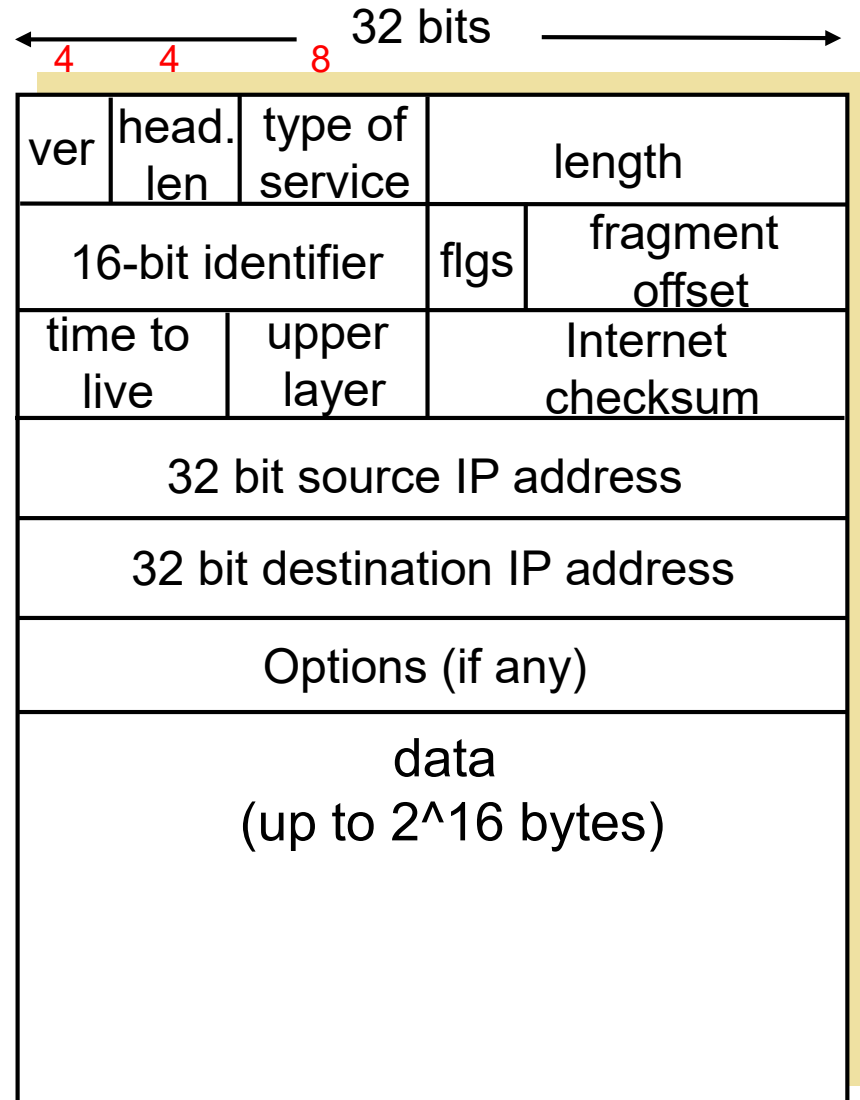 32 bits
4 4 8
ver head. len type of service length
16-bit identifier flgs fragment offset
time to live upper layer Internet checksum
32 bit source IP address
32 bit destination IP address
Options (if any)
data
(up to 2^16 bytes)